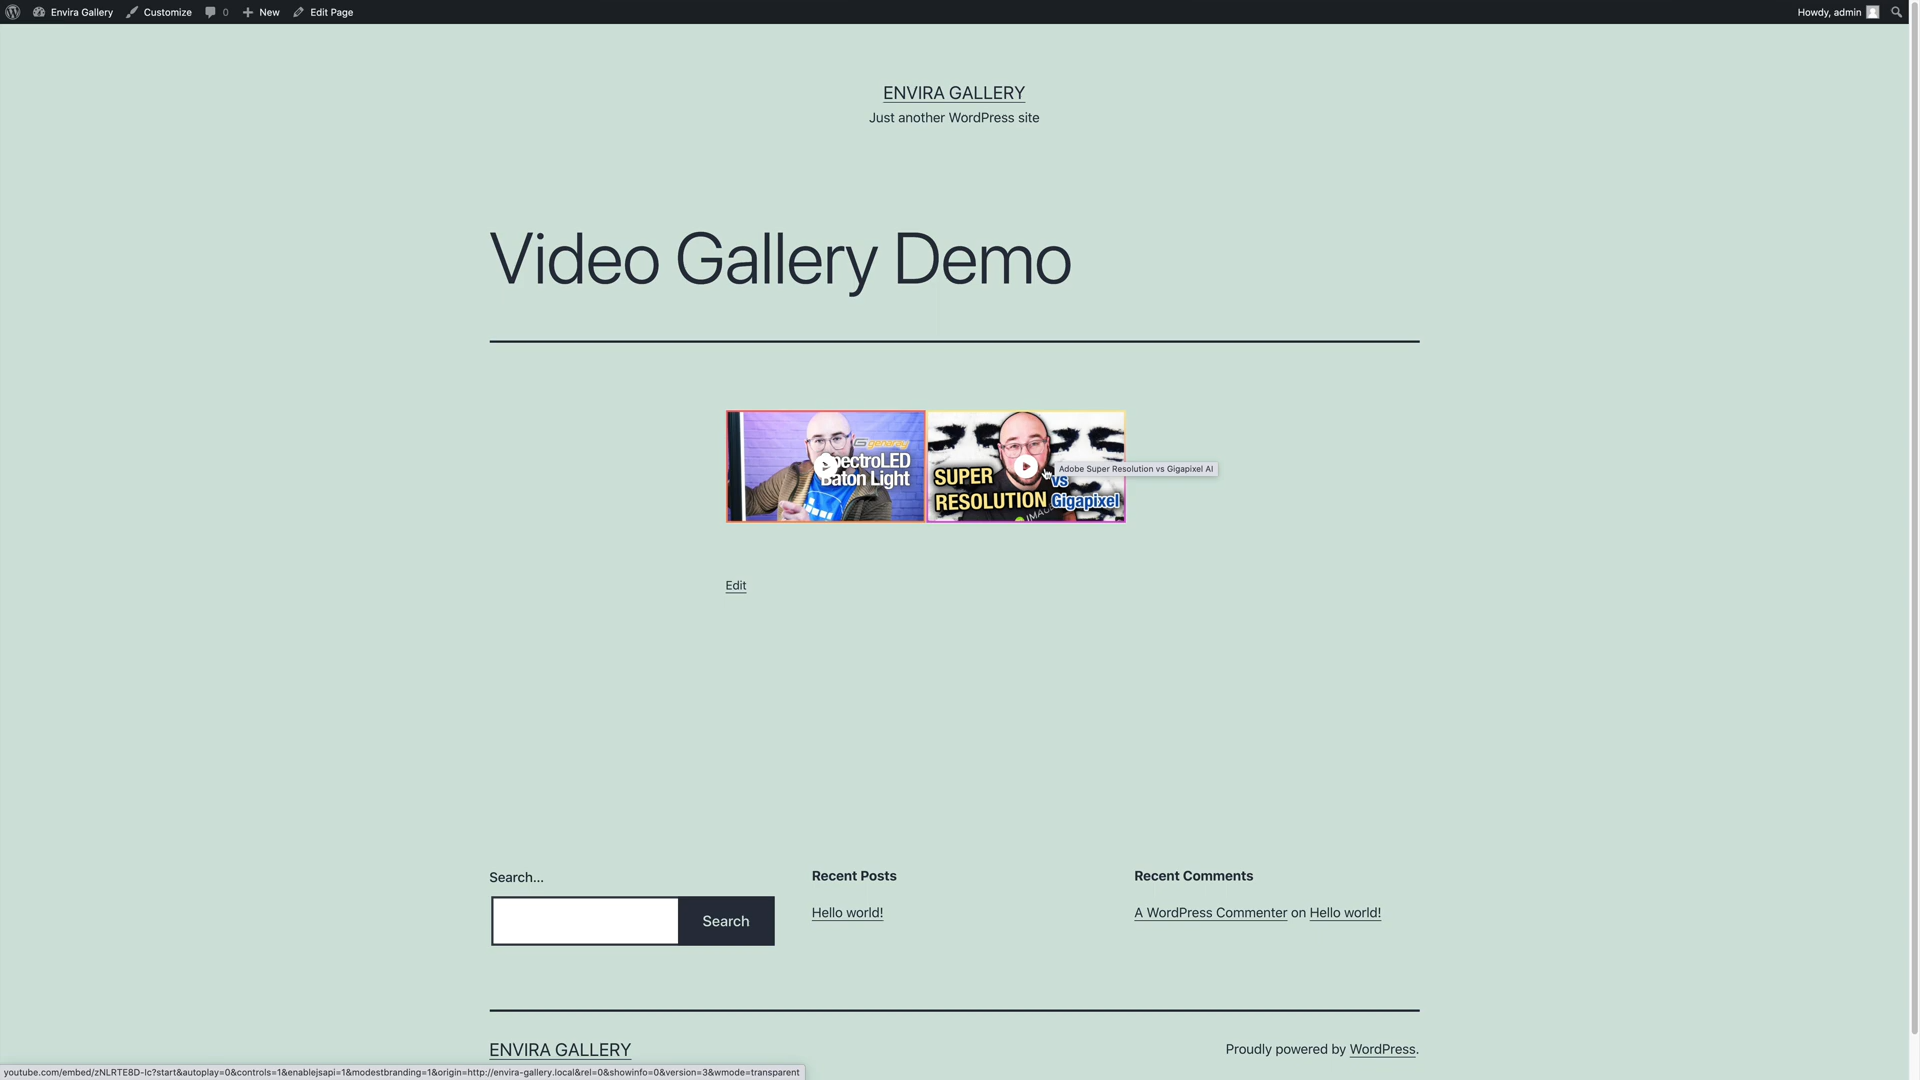 Envira Gallery Customize 0 New Edit Page Howdy, admin
ENVIRA GALLERY
Just another WordPress site
Video Gallery Demo
genaray
SpectroLED
Baton Light
SUPER
RESOLUTION
vs
Gigapixel
Adobe Super Resolution vs Gigapixel AI
Edit
Search...
Search
Recent Posts
Hello world!
Recent Comments
A WordPress Commenter on Hello world!
ENVIRA GALLERY
Proudly powered by WordPress.
youtube.com/embed/zNLRTE8D-lc?start&autoplay=0&controls=1&enablejsapi=1&modestbranding=1&origin=http://envira-gallery.local&rel=0&showinfo=0&version=3&wmode=transparent